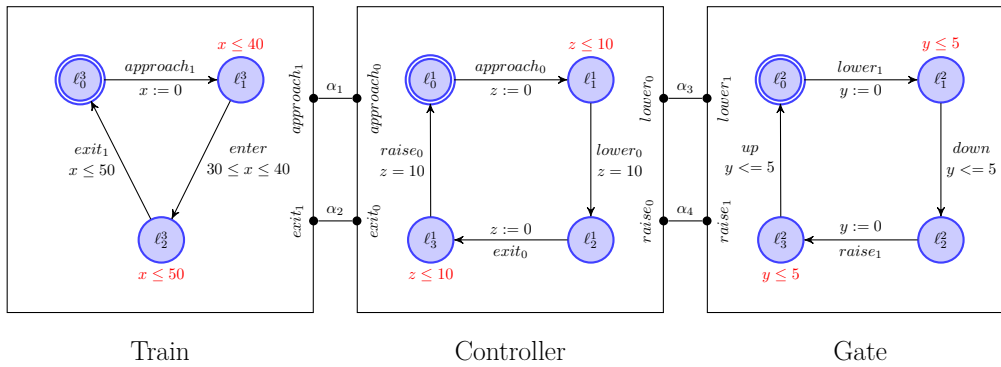 x ≤ 40
ℓ₀³
approach₁
x := 0
ℓ₁³
exit₁
x ≤ 50
enter
30 ≤ x ≤ 40
ℓ₂³
x ≤ 50
Train
approach₁
α₁
approach₀
exit₁
α₂
exit₀
z ≤ 10
ℓ₀¹
approach₀
z := 0
ℓ₁¹
raise₀
z = 10
lower₀
z = 10
ℓ₃¹
z := 0
exit₀
ℓ₂¹
z ≤ 10
Controller
lower₀
α₃
lower₁
raise₀
α₄
raise₁
y ≤ 5
ℓ₀²
lower₁
y := 0
ℓ₁²
up
y <= 5
down
y <= 5
ℓ₃²
y := 0
raise₁
ℓ₂²
y ≤ 5
Gate